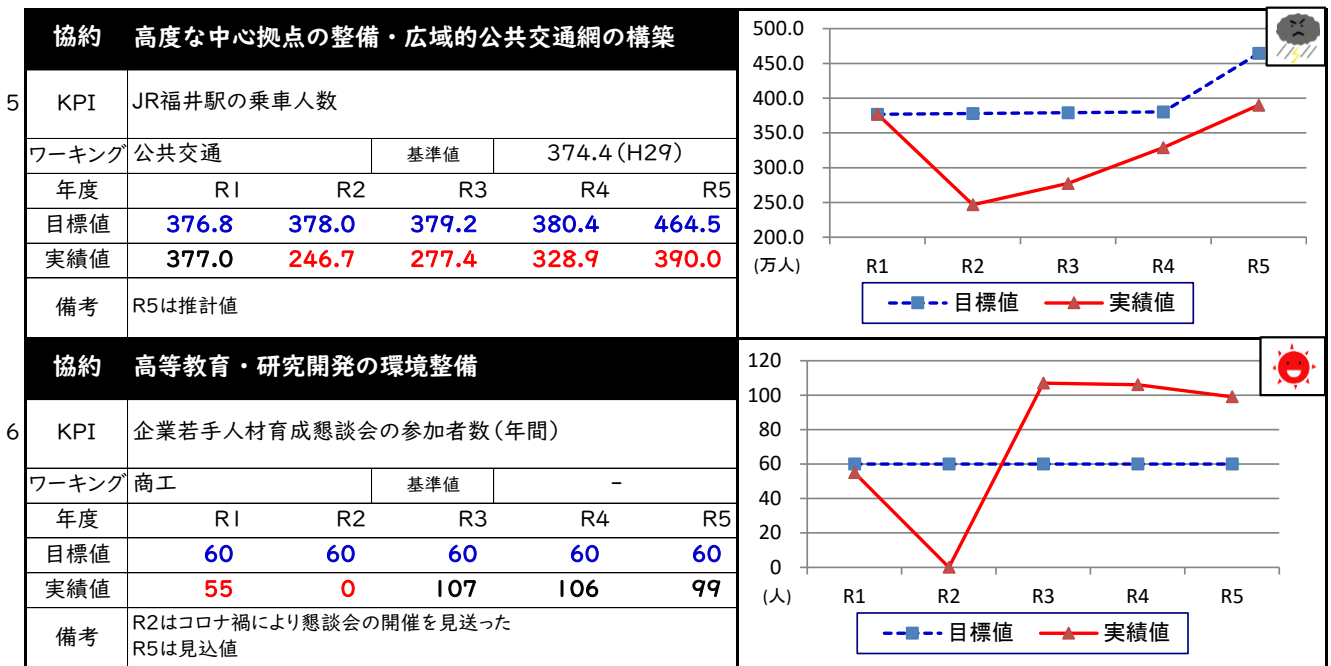 協約 高度な中心拠点の整備・広域的公共交通網の構築
5 KPI JR福井駅の乗車人数
ワーキング 公共交通 基準値 374.4(H29)
年度 R1 R2 R3 R4 R5
目標値 376.8 378.0 379.2 380.4 464.5
実績値 377.0 246.7 277.4 328.9 390.0
備考 R5は推計値
500.0
450.0
400.0
350.0
300.0
250.0
200.0
(万人) R1 R2 R3 R4 R5
目標値 実績値
協約 高等教育・研究開発の環境整備
6 KPI 企業若手人材育成懇談会の参加者数(年間)
ワーキング 商工 基準値 -
年度 R1 R2 R3 R4 R5
目標値 60 60 60 60 60
実績値 55 0 107 106 99
備考 R2はコロナ禍により懇談会の開催を見送った
R5は見込値
120
100
80
60
40
20
0
(人) R1 R2 R3 R4 R5
目標値 実績値